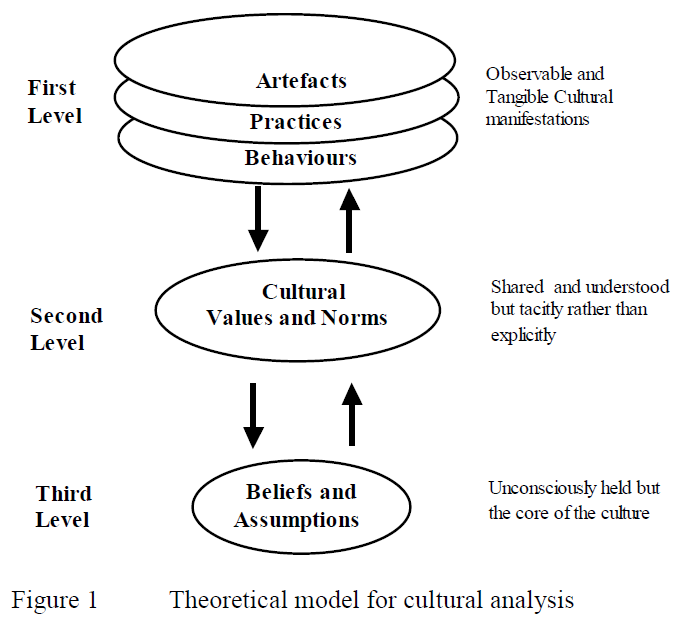 Artefacts
Practices
Behaviours
First
Level
Observable and
Tangible Cultural
manifestations
Cultural
Values and Norms
Second
Level
Shared and understood
but tacitly rather than
explicitly
Beliefs and
Assumptions
Third
Level
Unconsciously held but
the core of the culture
Figure 1 Theoretical model for cultural analysis